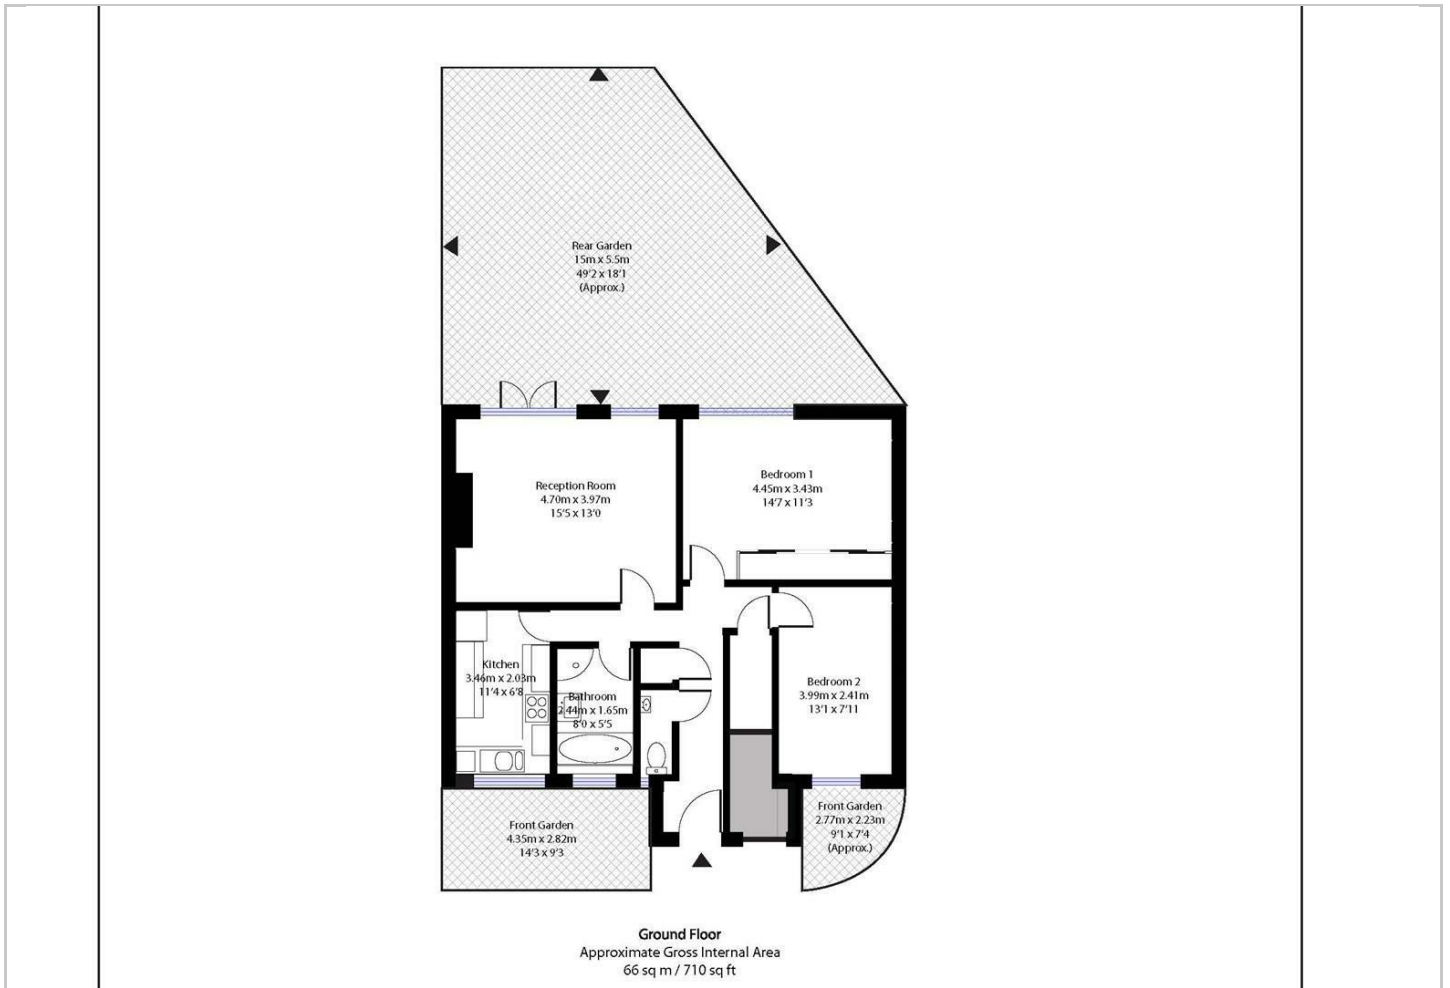 Rear Garden
15m x 5.5m
49'2 x 18'1
(Approx.)
Reception Room
4.70m x 3.97m
15'5 x 13'0
Bedroom 1
4.45m x 3.43m
14'7 x 11'3
Kitchen
3.46m x 2.03m
11'4 x 6'8
Bathroom
2.44m x 1.65m
8'0 x 5'5
Bedroom 2
3.99m x 2.41m
13'1 x 7'11
Front Garden
4.35m x 2.82m
14'3 x 9'3
Front Garden
2.77m x 2.23m
9'1 x 7'4
(Approx.)
Ground Floor
Approximate Gross Internal Area
66 sq m / 710 sq ft